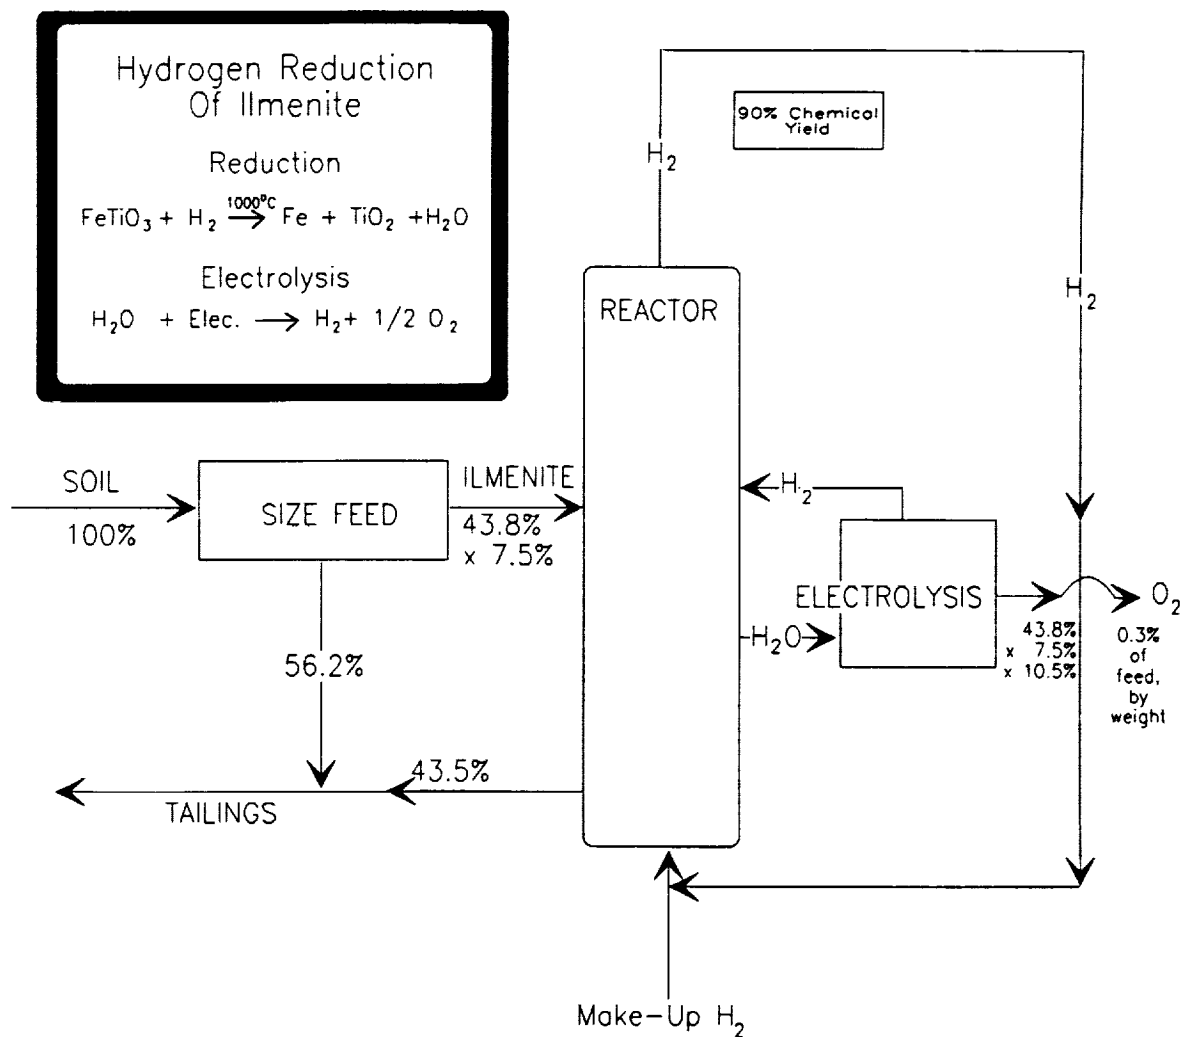 Hydrogen Reduction
Of Ilmenite
Reduction
FeTiO₃ + H₂ →(1000°C) Fe + TiO₂ +H₂O
Electrolysis
H₂O + Elec. → H₂+ 1/2 O₂
90% Chemical
Yield
H₂
H₂
REACTOR
SOIL
100%
SIZE FEED
ILMENITE
43.8%
x 7.5%
H₂
ELECTROLYSIS
H₂O
O₂
43.8%
x 7.5%
x 10.5%
0.3%
of
feed,
by
weight
56.2%
43.5%
TAILINGS
Make-Up H₂